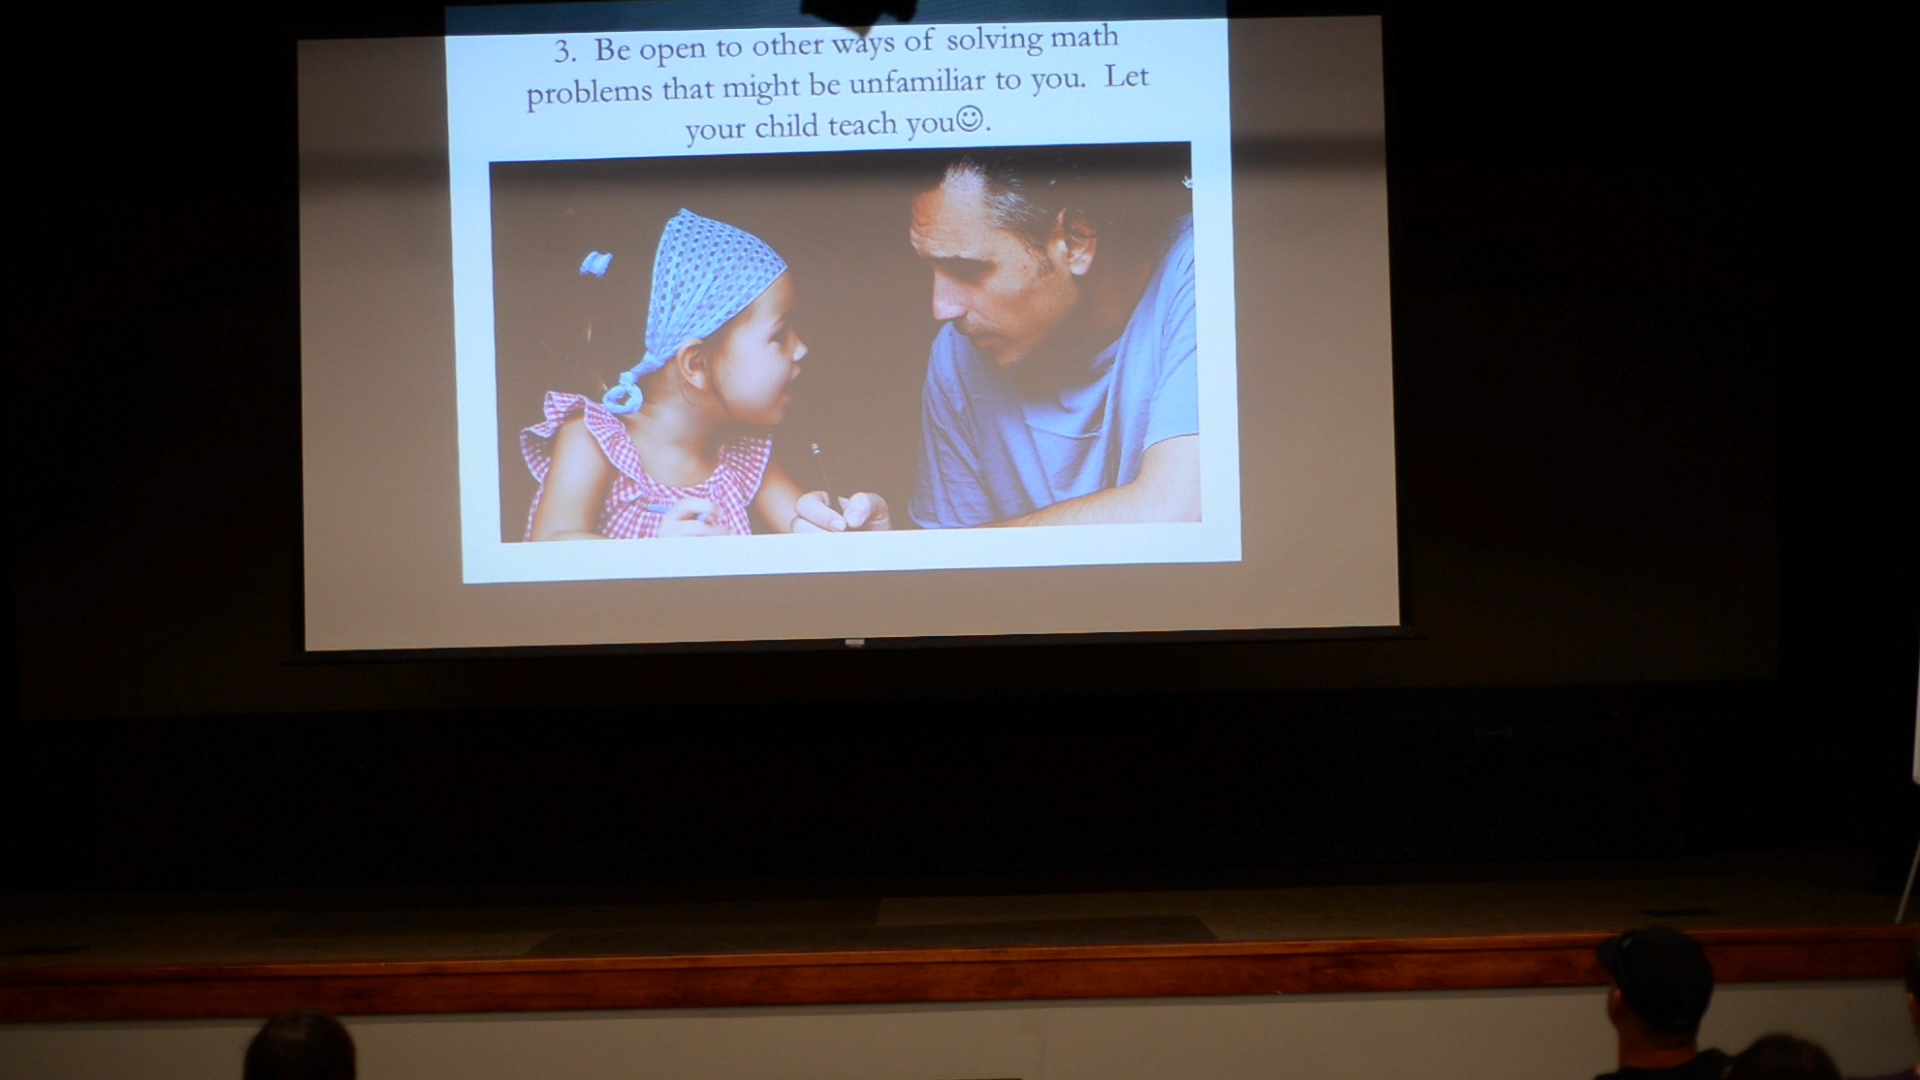 3. Be open to other ways of solving math
problems that might be unfamiliar to you. Let
your child teach you☺.